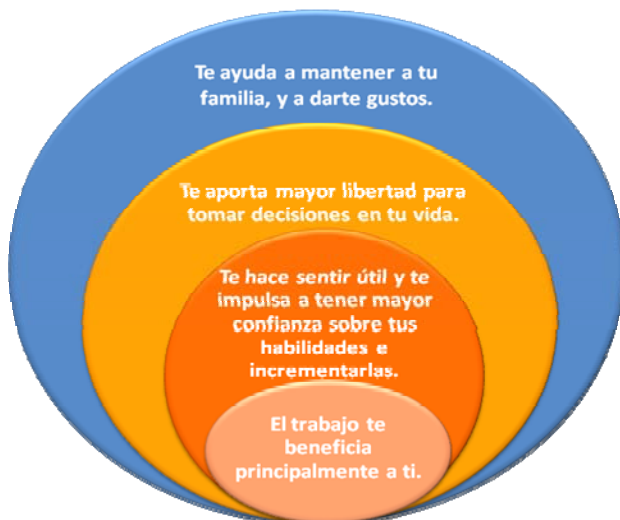 Te ayuda a mantener a tu
familia, y a darte gustos.
Te aporta mayor libertad para
tomar decisiones en tu vida.
Te hace sentir útil y te
impulsa a tener mayor
confianza sobre tus
habilidades e
incrementarlas.
El trabajo te
beneficia
principalmente a ti.